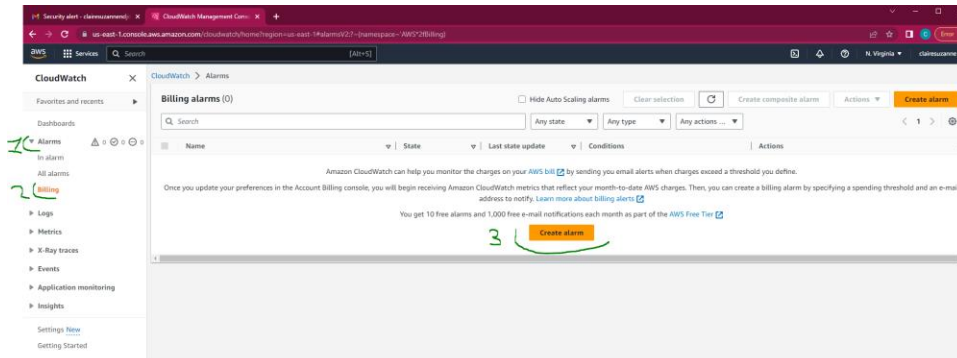 Security alert - clairesuzannend
CloudWatch Management Cons
us-east-1.console.aws.amazon.com/cloudwatch/home?region=us-east-1#alarmsV2:?~(namespace~'AWS*2fBilling)
Error
aws Services Search [Alt+S] N. Virginia clairesuzanne
CloudWatch
CloudWatch > Alarms
Favorites and recents
Billing alarms (0)
Hide Auto Scaling alarms Clear selection Create composite alarm Actions Create alarm
Search Any state Any type Any actions ... 1
Dashboards
1 Alarms 0 0 0
In alarm
All alarms
2 Billing
Logs
Metrics
X-Ray traces
Events
Application monitoring
Insights
Settings New
Getting Started
Name State Last state update Conditions Actions
Amazon CloudWatch can help you monitor the charges on your AWS bill by sending you email alerts when charges exceed a threshold you define.
Once you update your preferences in the Account Billing console, you will begin receiving Amazon CloudWatch metrics that reflect your month-to-date AWS charges. Then, you can create a billing alarm by specifying a spending threshold and an e-mai
address to notify. Learn more about billing alerts
You get 10 free alarms and 1,000 free e-mail notifications each month as part of the AWS Free Tier
3 Create alarm